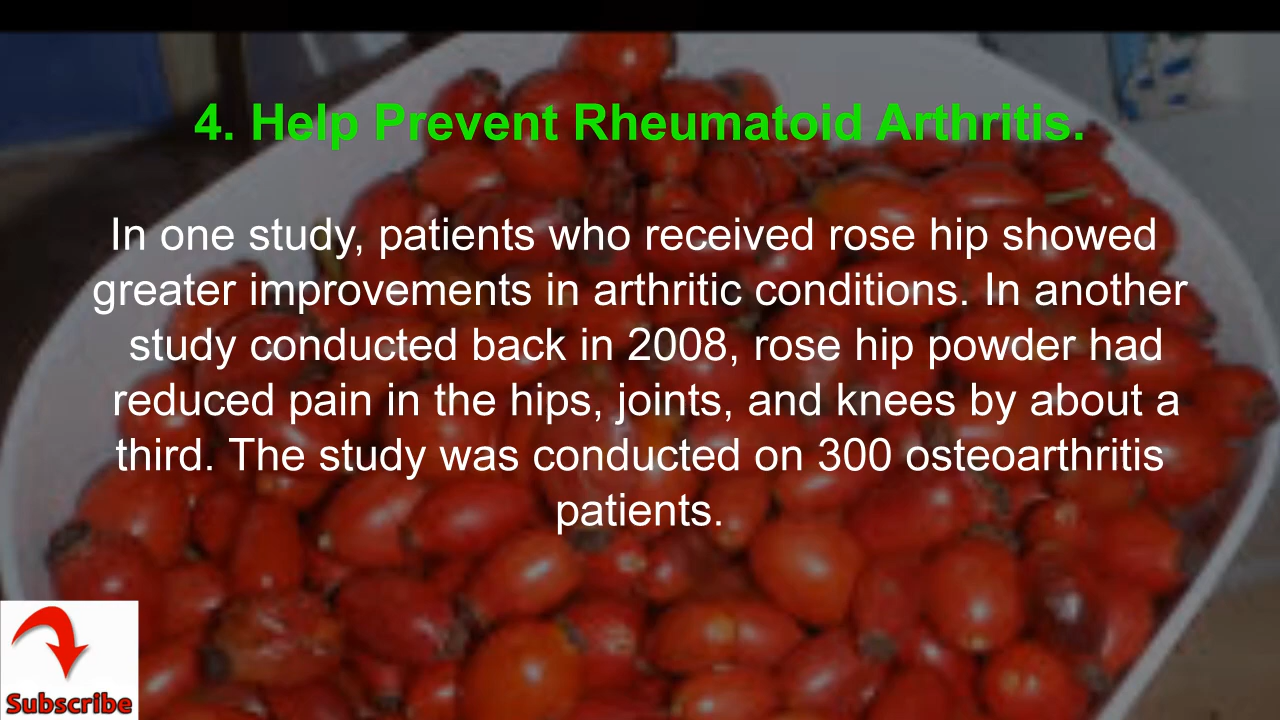 4. Help Prevent Rheumatoid Arthritis.
In one study, patients who received rose hip showed
greater improvements in arthritic conditions. In another
study conducted back in 2008, rose hip powder had
reduced pain in the hips, joints, and knees by about a
third. The study was conducted on 300 osteoarthritis
patients.
Subscribe